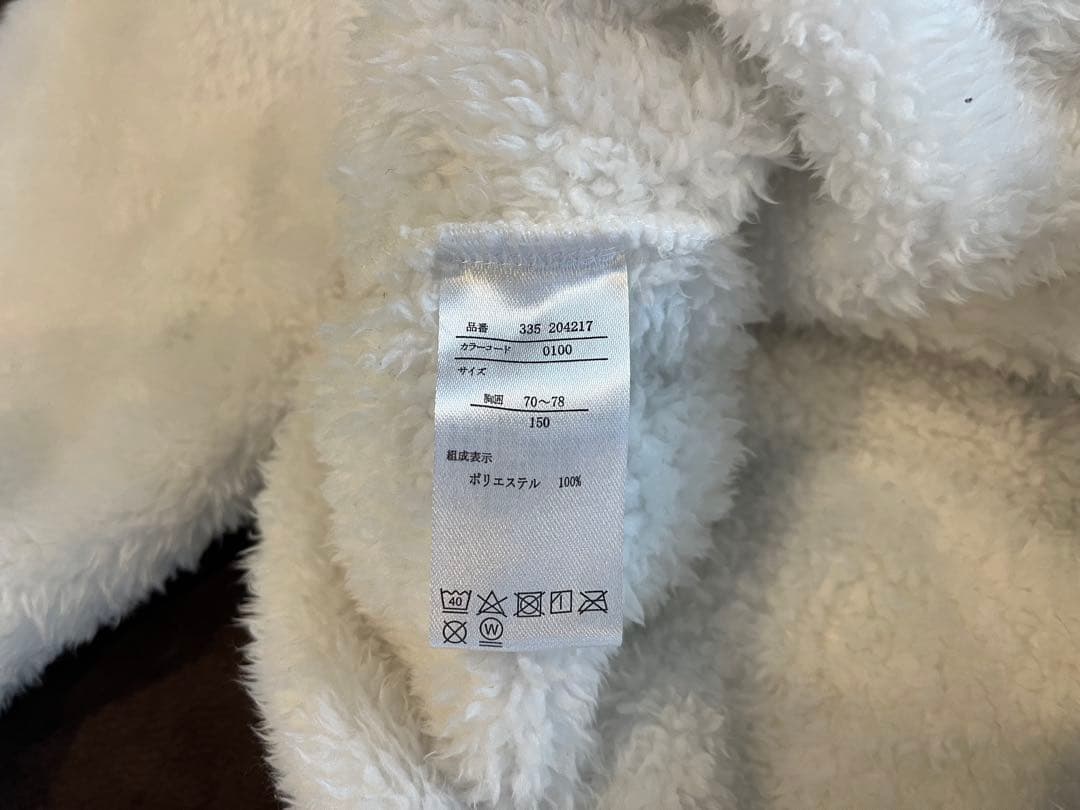 品番 335 204217
カラーコード 0100
サイズ
胸囲 70〜78
150
組成表示
ポリエステル 100%
40
W